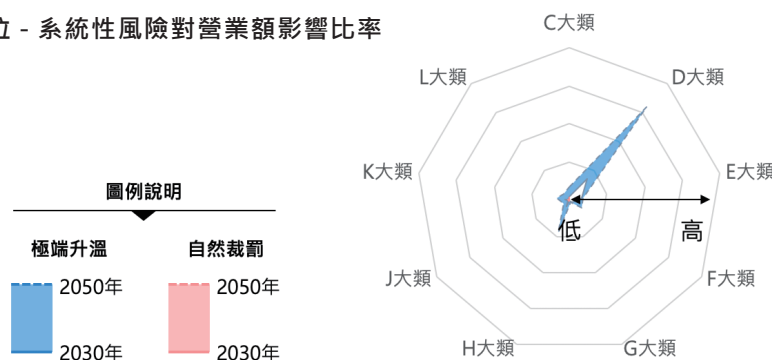 位 - 系統性風險對營業額影響比率
C大類
L大類
D大類
K大類
E大類
低
高
圖例說明
極端升溫
自然裁罰
2050年
2050年
2030年
2030年
J大類
F大類
H大類
G大類